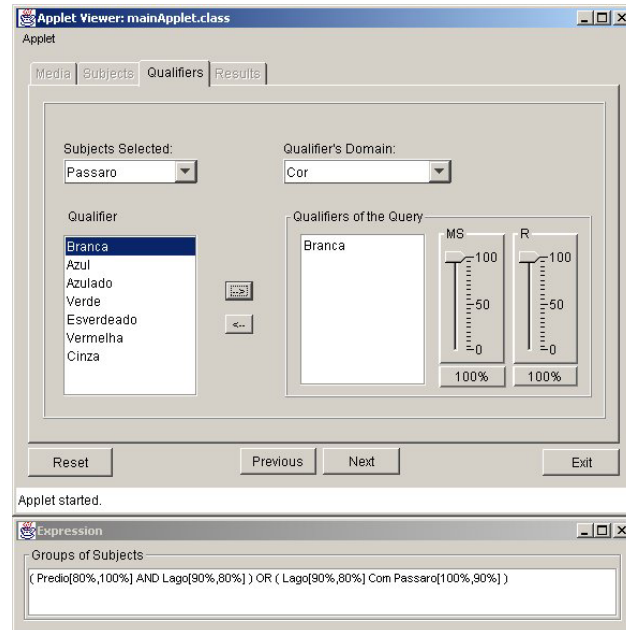 Applet Viewer: mainApplet.class
Applet
Media Subjects Qualifiers Results
Subjects Selected: Qualifier's Domain:
Passaro Cor
Qualifier Qualifiers of the Query
MS R
Branca Branca
Azul 100 100
Azulado
Verde 50 50
Esverdeado
Vermelha
Cinza 0 0
100% 100%
..>
<..
Reset Previous Next Exit
Applet started.
Expression
Groups of Subjects
( Predio[80%,100%] AND Lago[90%,80%] ) OR ( Lago[90%,80%] Com Passaro[100%,90%] )